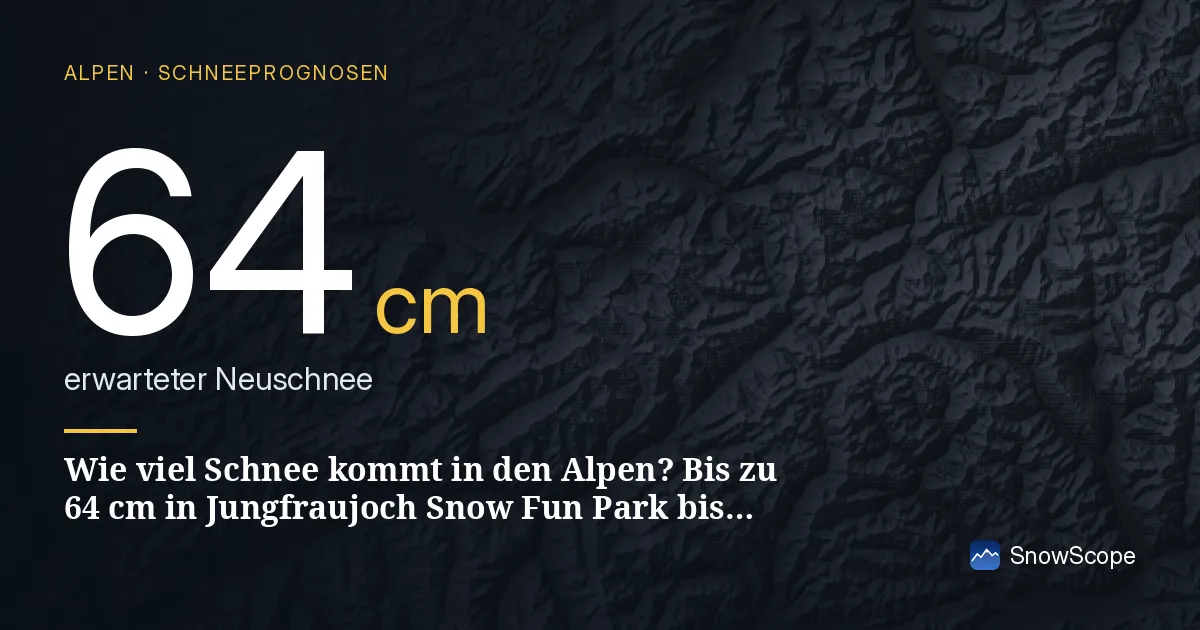 ALPEN · SCHNEEPROGNOSEN
64 cm
erwarteter Neuschnee
Wie viel Schnee kommt in den Alpen? Bis zu
64 cm in Jungfraujoch Snow Fun Park bis...
SnowScope